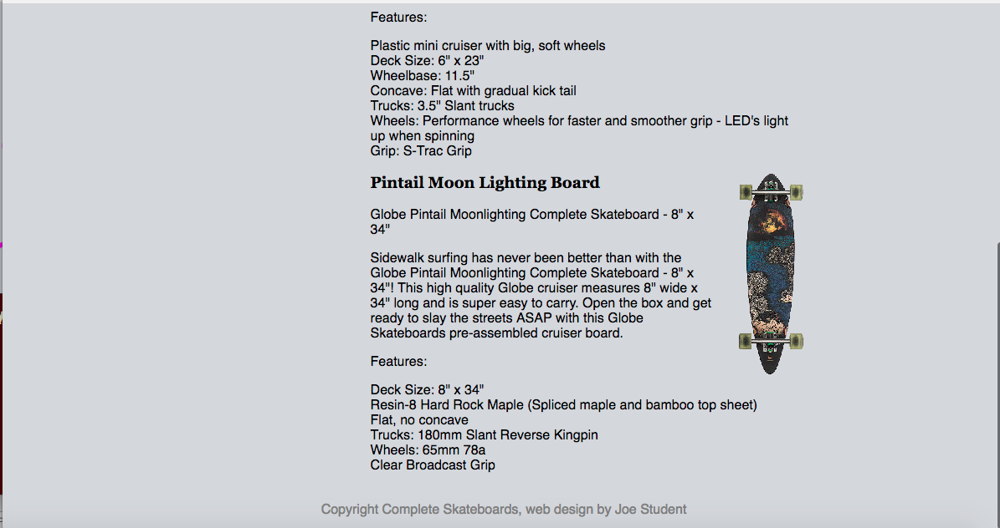 Features:
Plastic mini cruiser with big, soft wheels
Deck Size: 6" x 23"
Wheelbase: 11.5"
Concave: Flat with gradual kick tail
Trucks: 3.5" Slant trucks
Wheels: Performance wheels for faster and smoother grip - LED's light
up when spinning
Grip: S-Trac Grip
Pintail Moon Lighting Board
Globe Pintail Moonlighting Complete Skateboard - 8" x
34"
Sidewalk surfing has never been better than with the
Globe Pintail Moonlighting Complete Skateboard - 8" x
34"! This high quality Globe cruiser measures 8" wide x
34" long and is super easy to carry. Open the box and get
ready to slay the streets ASAP with this Globe
Skateboards pre-assembled cruiser board.
Features:
Deck Size: 8" x 34"
Resin-8 Hard Rock Maple (Spliced maple and bamboo top sheet)
Flat, no concave
Trucks: 180mm Slant Reverse Kingpin
Wheels: 65mm 78a
Clear Broadcast Grip
Copyright Complete Skateboards, web design by Joe Student